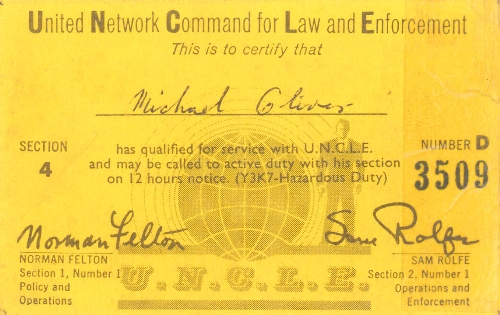 United Network Command for Law and Enforcement
This is to certify that
Michael Oliver
SECTION
4
has qualified for service with U.N.C.L.E.
and may be called to active duty with his section
on 12 hours notice. (Y3K7-Hazardous Duty)
NUMBER D
3509
Norman Felton
Sam Rolfe
NORMAN FELTON
Section 1, Number 1
Policy and
Operations
U.N.C.L.E.
SAM ROLFE
Section 2, Number 1
Operations and
Enforcement